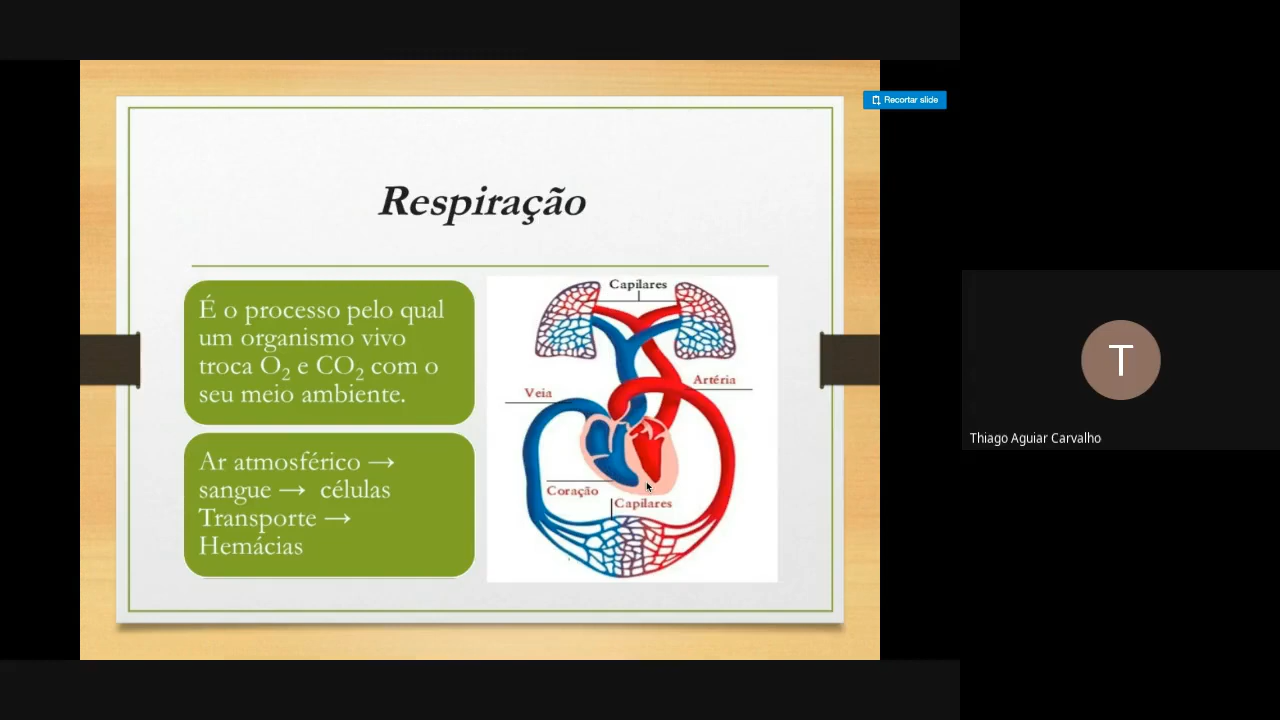 Recortar slide
Respiração
É o processo pelo qual
um organismo vivo
troca O₂ e CO₂ com o
seu meio ambiente.
Ar atmosférico →
sangue → células
Transporte →
Hemácias
Capilares
Artéria
Veia
Coração
Capilares
T
Thiago Aguiar Carvalho